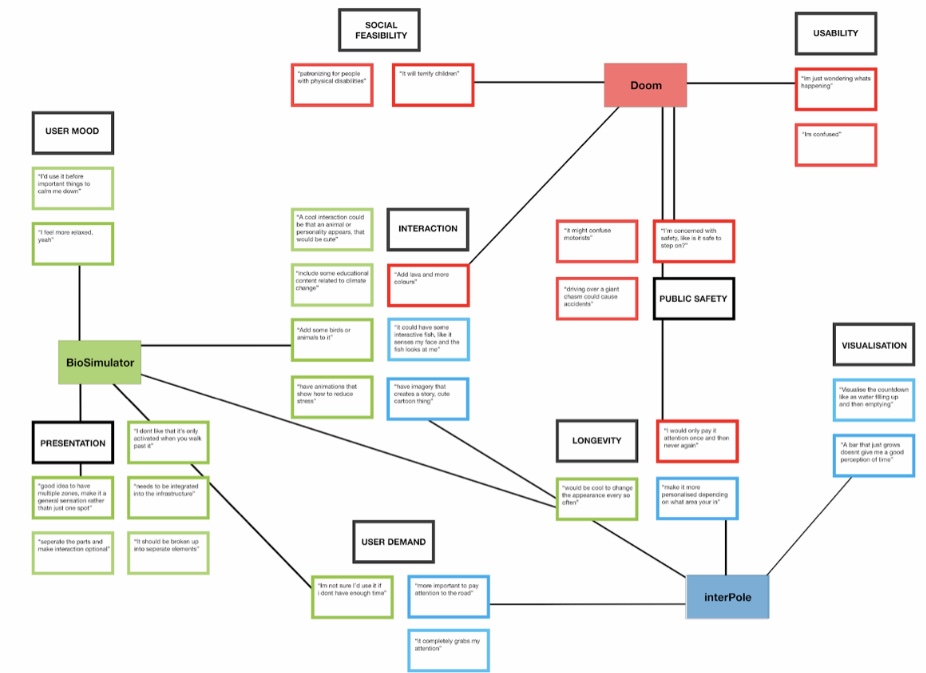 SOCIAL
FEASIBILITY
"patronizing for people
with physical disabilities"
"It will terrify children"
Doom
USABILITY
"Im just wondering whats
happening"
"Im confused"
USER MOOD
"I'd use it before
important things to
calm me down"
"I feel more relaxed,
yeah"
"A cool interaction could
be that an animal or
personality appears, that
would be cute"
INTERACTION
"include some educational
content related to climate
change"
"Add lava and more
colours"
"Add some birds or
animals to it"
"it could have some
interactive fish, like it
senses my face and the
fish looks at me"
"have animations that
show how to reduce
stress"
"have imagery that
creates a story, cute
cartoon thing"
"it might confuse
motorists"
"I'm concerned with
safety, like is it safe to
step on?"
"driving over a giant
chasm could cause
accidents"
PUBLIC SAFETY
VISUALISATION
"Visualise the countdown
like as water filling up
and then emptying"
"A bar that just grows
doesnt give me a good
perception of time"
BioSimulator
PRESENTATION
"I dont like that it's only
activated when you walk
past it"
"good idea to have
multiple zones, make it a
general sensation rather
thatn just one spot"
"needs to be integrated
into the infrastructure"
"seperate the parts and
make interaction optional"
"It should be broken up
into seperate elements"
LONGEVITY
"I would only pay it
attention once and then
never again"
"would be cool to change
the appearance every so
often"
"make it more
personalised depending
on what area your in"
USER DEMAND
"Im not sure I'd use it if
i dont have enough time"
"more important to pay
attention to the road"
"it completely grabs my
attention"
interPole